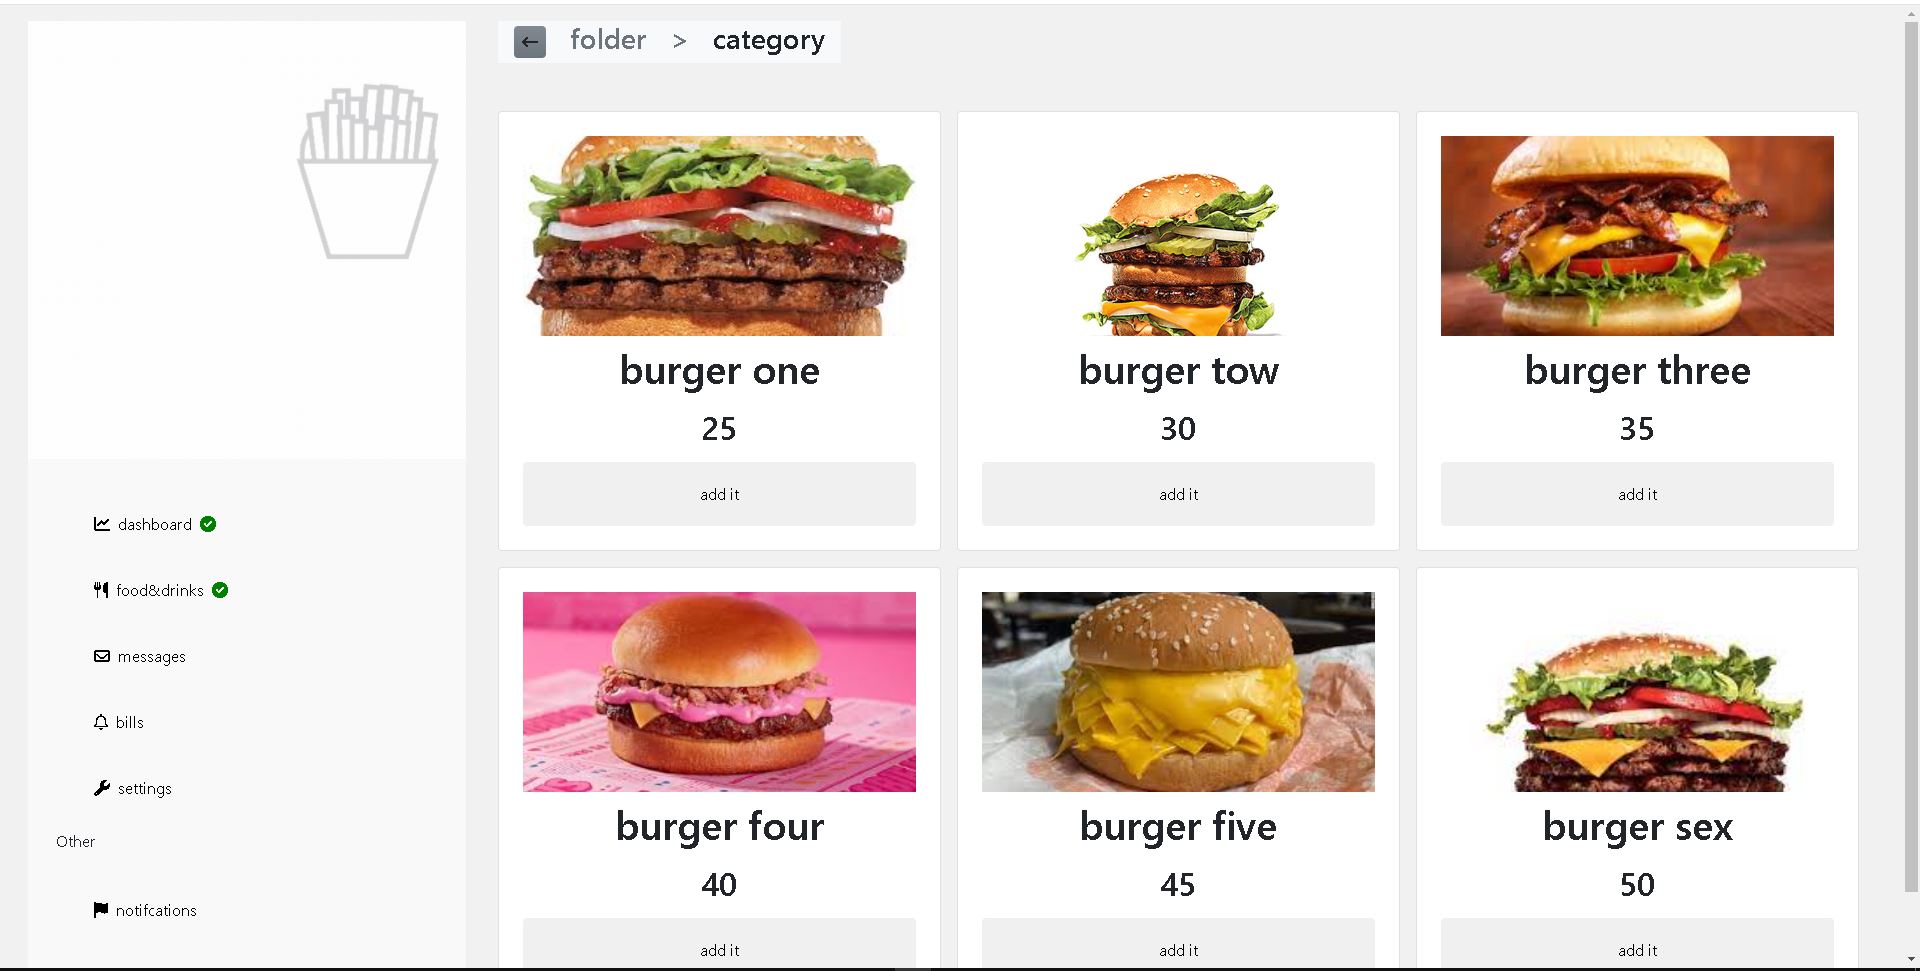 folder > category
burger one
25
add it
burger tow
30
add it
burger three
35
add it
burger four
40
add it
burger five
45
add it
burger sex
50
add it
dashboard
food&drinks
messages
bills
settings
Other
notifcations